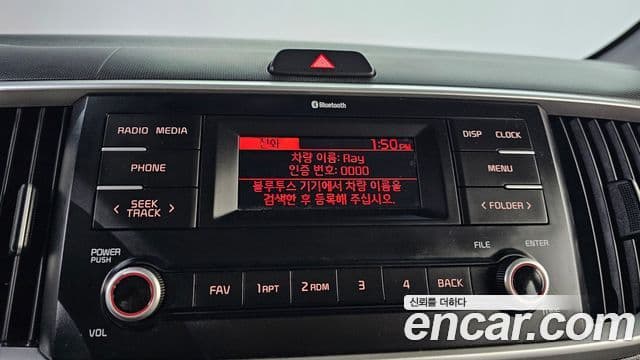 Bluetooth
RADIO MEDIA
전화 1:50PM
DISP CLOCK
차량 이름: Ray
인증 번호: 0000
PHONE
MENU
블루투스 기기에서 차량 이름을
검색한 후 등록해 주십시오.
< SEEK TRACK >
< FOLDER >
POWER
PUSH
FILE
ENTER
FAV 1RPT 2RDM 3 4 BACK
VOL
신뢰를 더하다
encar.com